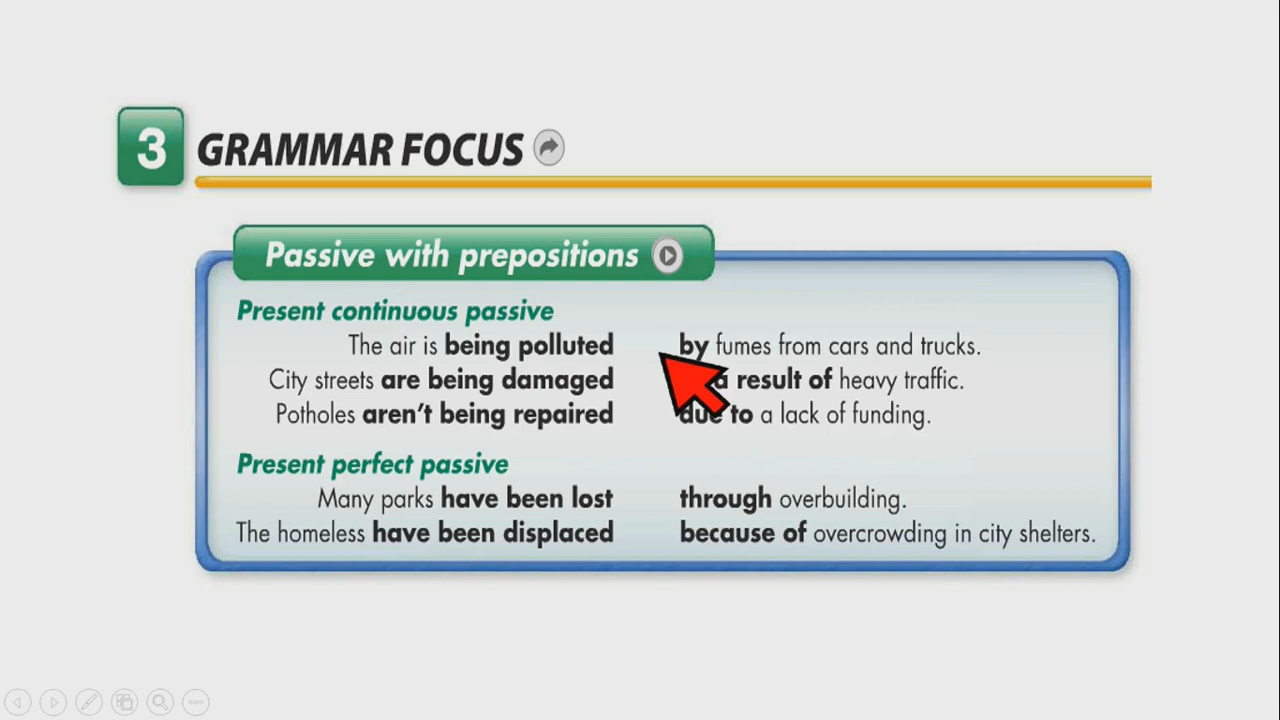 3 GRAMMAR FOCUS
Passive with prepositions
Present continuous passive
The air is being polluted by fumes from cars and trucks.
City streets are being damaged a result of heavy traffic.
Potholes aren't being repaired due to a lack of funding.
Present perfect passive
Many parks have been lost through overbuilding.
The homeless have been displaced because of overcrowding in city shelters.